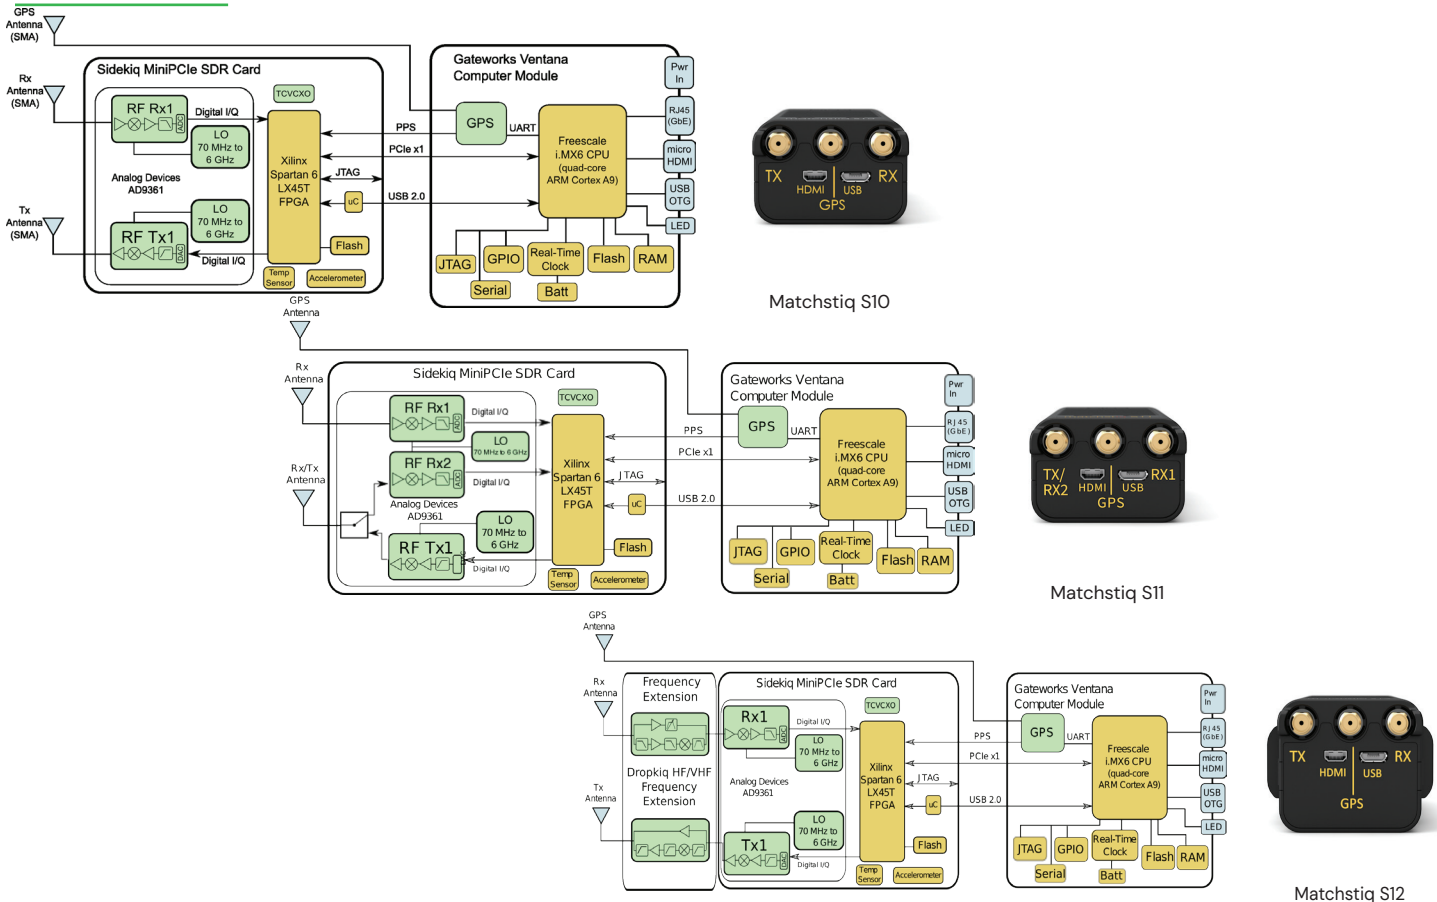 GPS
Antenna
(SMA)
Rx
Antenna
(SMA)
Tx
Antenna
(SMA)
Sidekiq MiniPCIe SDR Card
RF Rx1
ADC
Digital I/Q
LO
70 MHz to
6 GHz
Analog Devices
AD9361
LO
70 MHz to
6 GHz
RF Tx1
DAC
Digital I/Q
TCVCXO
Xilinx
Spartan 6
LX45T
FPGA
PPS
PCIe x1
JTAG
uC
USB 2.0
Flash
Temp
Sensor
Accelerometer
Gateworks Ventana
Computer Module
GPS
UART
Freescale
i.MX6 CPU
(quad-core
ARM Cortex A9)
Pwr
In
RJ45
(GbE)
micro
HDMI
USB
OTG
LED
JTAG
GPIO
Real-Time
Clock
Flash
RAM
Serial
Batt
TX
HDMI
USB
RX
GPS
Matchstiq S10
GPS
Antenna
Rx
Antenna
Rx/Tx
Antenna
Sidekiq MiniPCIe SDR Card
RF Rx1
ADC
Digital I/Q
LO
70 MHz to 6 GHz
RF Rx2
ADC
Digital I/Q
Analog Devices
AD9361
LO
70 MHz to
6 GHz
RF Tx1
Digital I/Q
TCVCXO
Xilinx
Spartan 6
LX45T
FPGA
PPS
PCIe x1
JTAG
uC
USB 2.0
Flash
Temp
Sensor
Accelerometer
Gateworks Ventana
Computer Module
GPS
UART
Freescale
i.MX6 CPU
(quad-core
ARM Cortex A9)
Pwr
In
RJ45
(GbE)
micro
HDMI
USB
OTG
LED
JTAG
GPIO
Real-Time
Clock
Flash
RAM
Serial
Batt
TX/
RX2
HDMI
USB
RX1
GPS
Matchstiq S11
GPS
Antenna
Rx
Antenna
Tx
Antenna
Frequency
Extension
Dropkiq HF/VHF
Frequency
Extension
Sidekiq MiniPCIe SDR Card
Rx1
ADC
Digital I/Q
LO
70 MHz to
6 GHz
Analog Devices
AD9361
LO
70 MHz to
6 GHz
Tx1
DAC
Digital I/Q
TCVCXO
Xilinx
Spartan 6
LX45T
FPGA
PPS
PCIe x1
JTAG
uC
USB 2.0
Flash
Temp
Sensor
Accelerometer
Gateworks Ventana
Computer Module
GPS
UART
Freescale
i.MX6 CPU
(quad-core
ARM Cortex A9)
Pwr
In
RJ45
(GbE)
micro
HDMI
USB
OTG
LED
JTAG
GPIO
Real-Time
Clock
Flash
RAM
Serial
Batt
TX
HDMI
USB
RX
GPS
Matchstiq S12